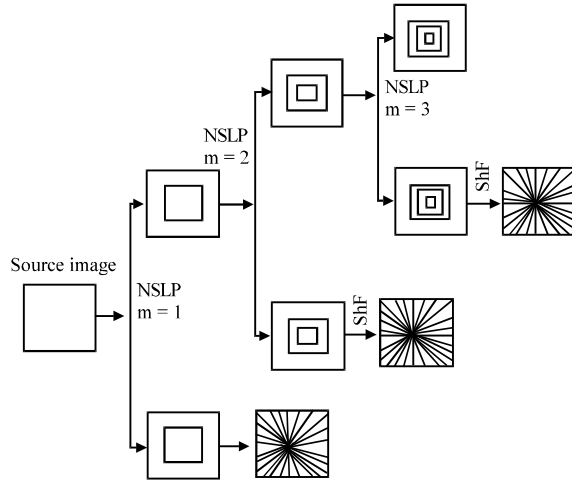 NSLP
m = 3
NSLP
m = 2
ShF
Source image
NSLP
m = 1
ShF